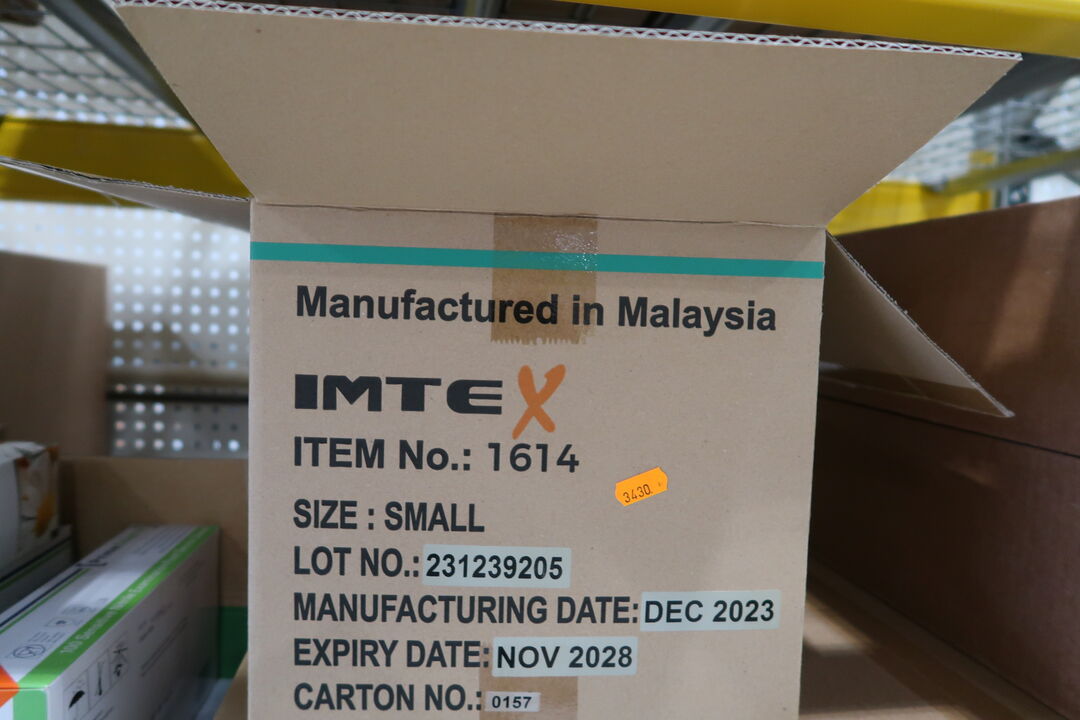 Manufactured in Malaysia
IMTEX
ITEM No.: 1614
3430.
SIZE : SMALL
LOT NO.: 231239205
MANUFACTURING DATE: DEC 2023
EXPIRY DATE: NOV 2028
CARTON NO.: 0157